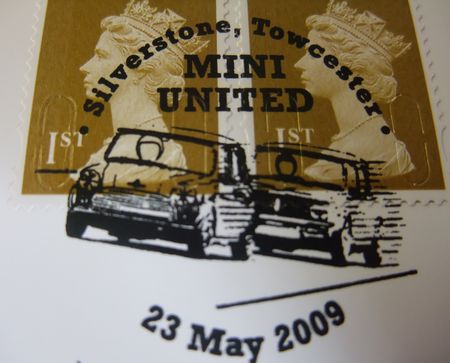 Silverstone, Towcester
MINI
UNITED
1ST
1ST
23 May 2009